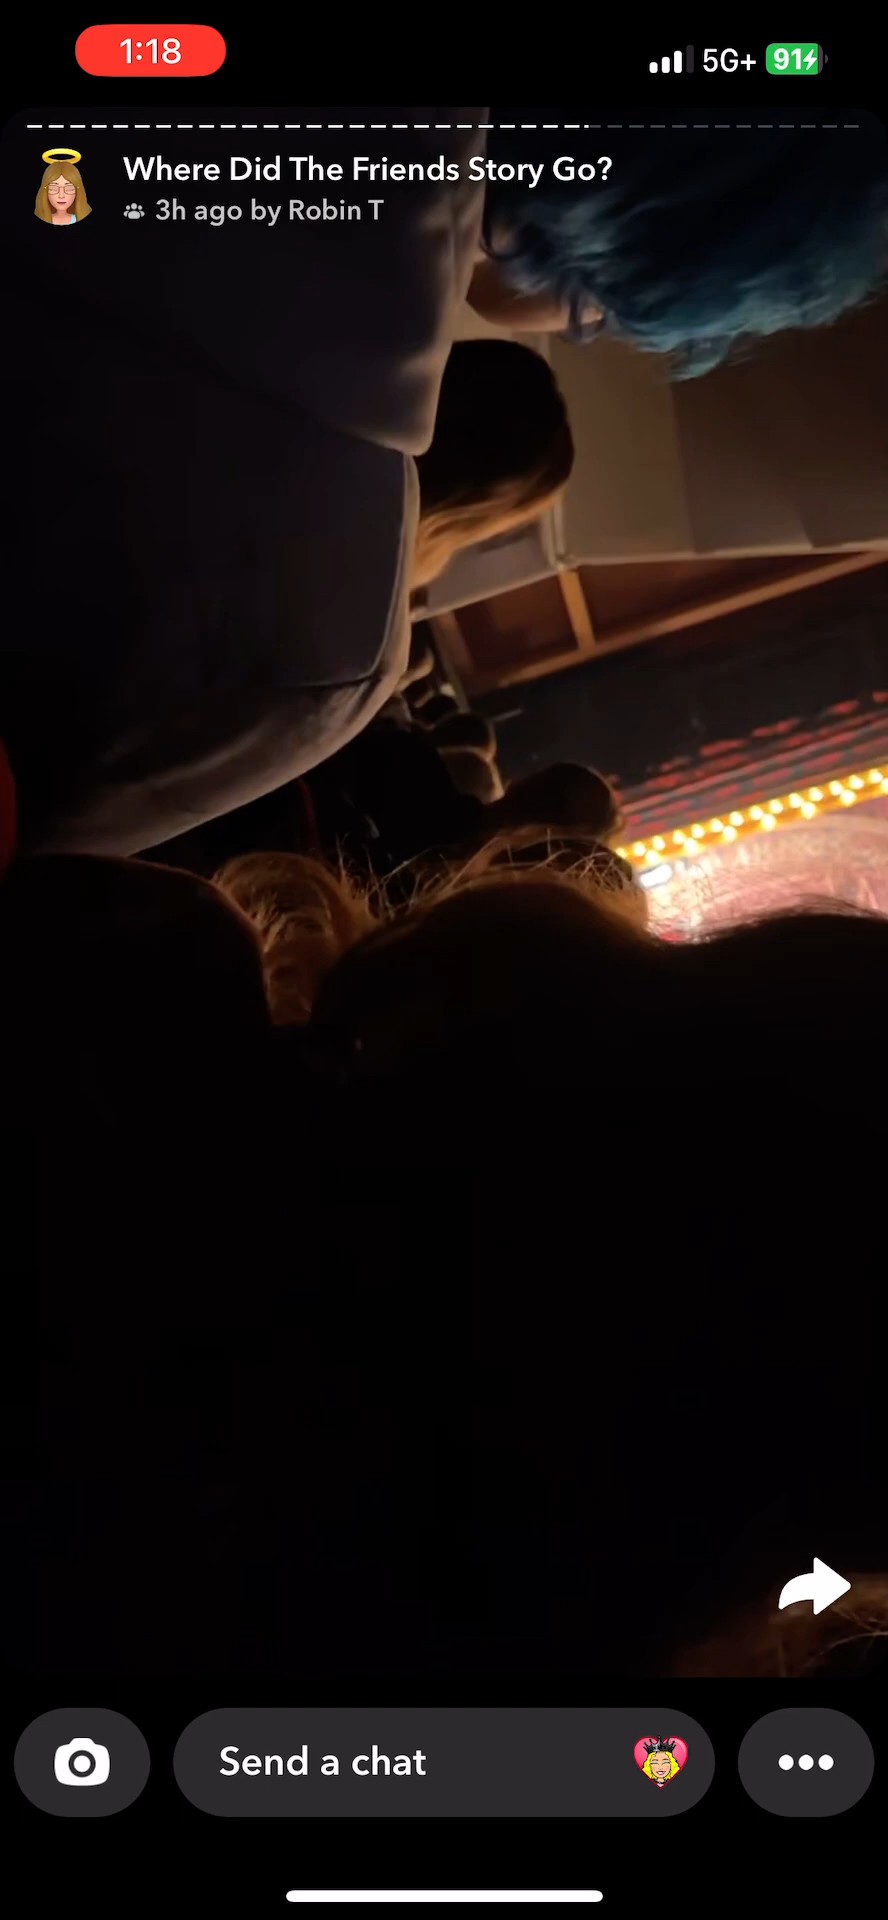 1:18
5G+ 91
Where Did The Friends Story Go?
3h ago by Robin T
Send a chat